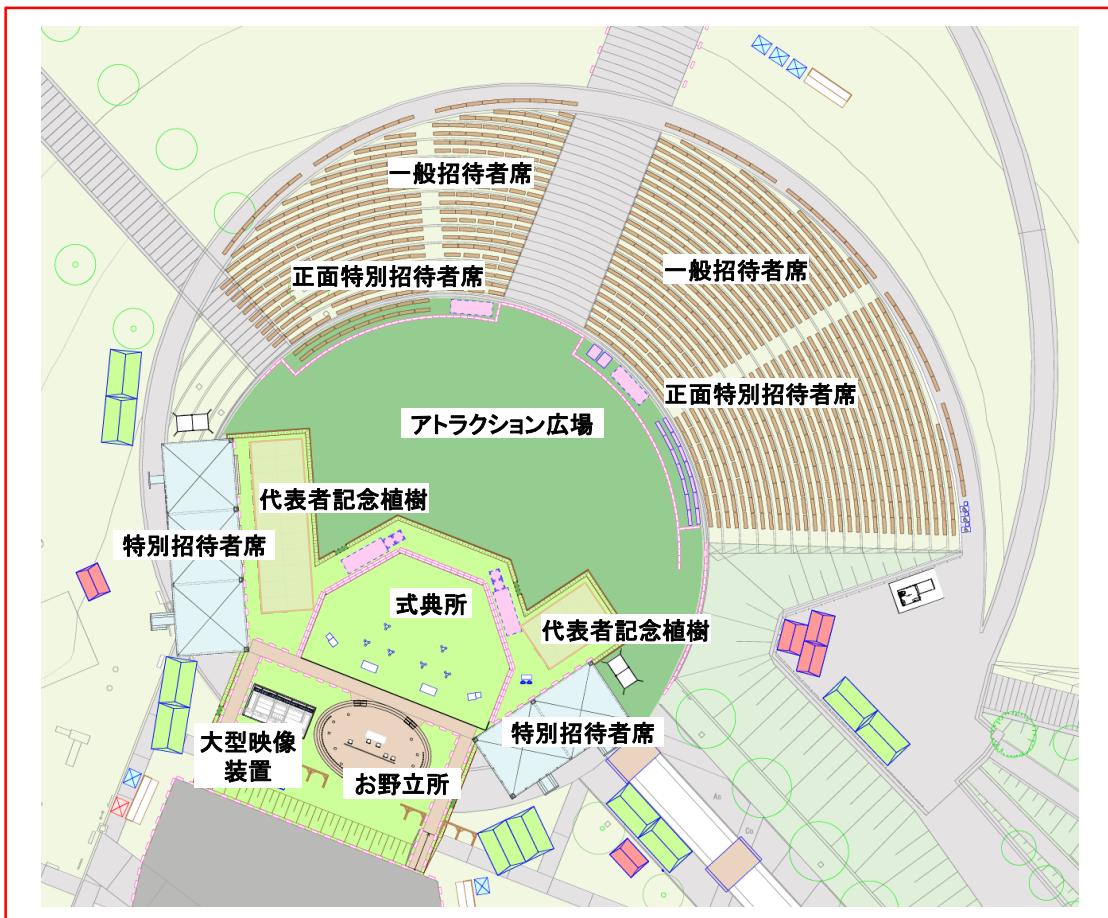 一般招待者席
一般招待者席
正面特別招待者席
正面特別招待者席
アトラクション広場
代表者記念植樹
特別招待者席
式典所
代表者記念植樹
特別招待者席
大型映像
装置
お野立所
An
Co